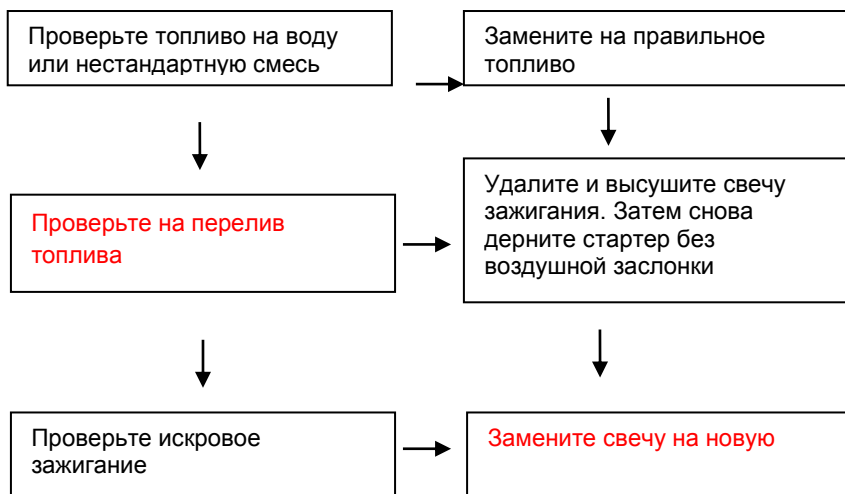 Проверьте топливо на воду
или нестандартную смесь
Замените на правильное
топливо
Проверьте на перелив
топлива
Удалите и высушите свечу
зажигания. Затем снова
дерните стартер без
воздушной заслонки
Проверьте искровое
зажигание
Замените свечу на новую